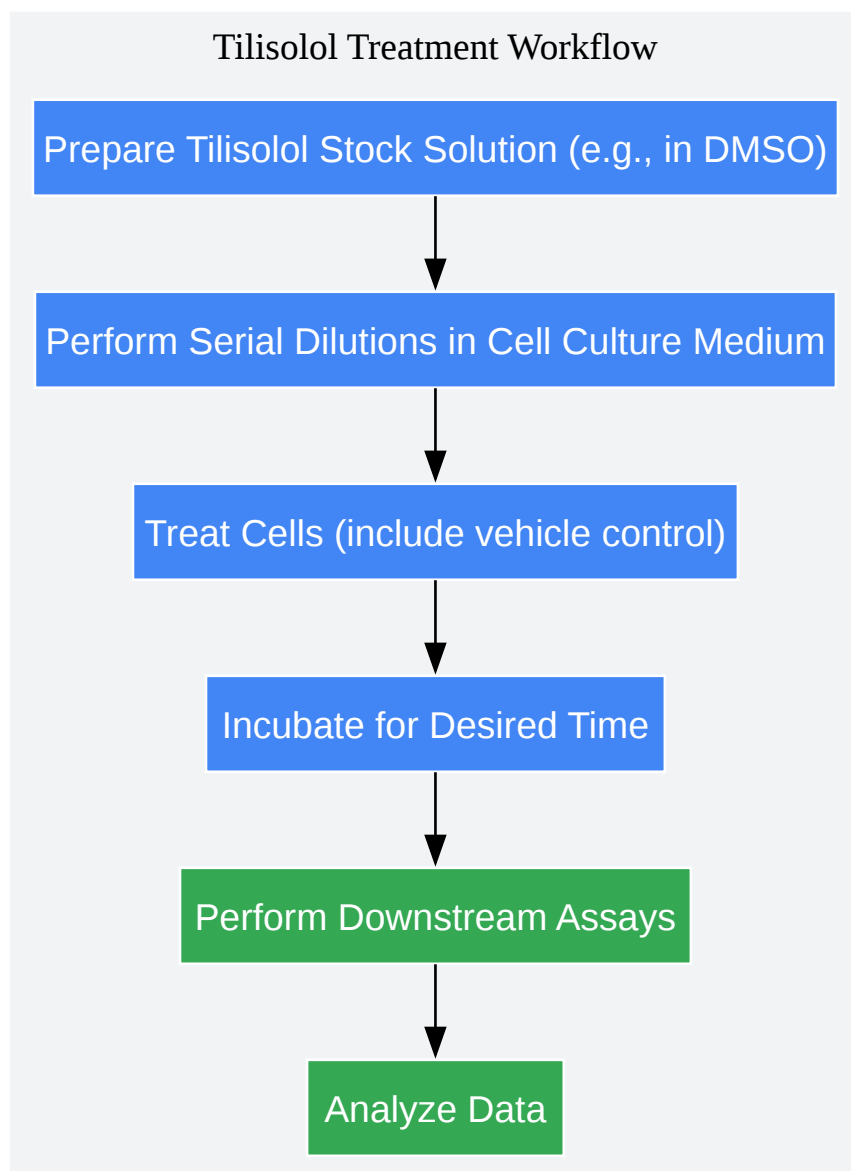 Tilisolol Treatment Workflow
Prepare Tilisolol Stock Solution (e.g., in DMSO)
Perform Serial Dilutions in Cell Culture Medium
Treat Cells (include vehicle control)
Incubate for Desired Time
Perform Downstream Assays
Analyze Data